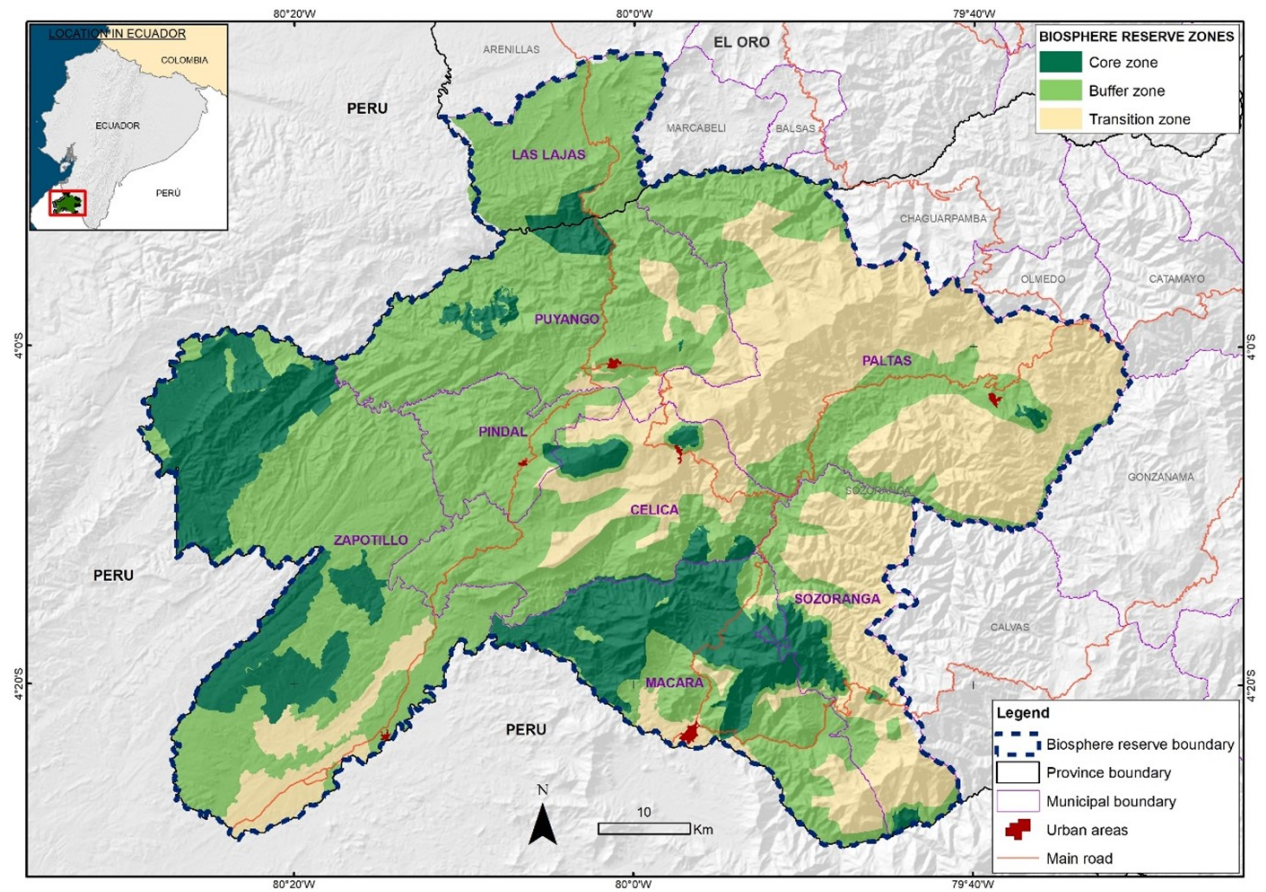 80°20'W
80°0'W
79°40'W
LOCATION IN ECUADOR
COLOMBIA
ECUADOR
PERÚ
ARENILLAS
EL ORO
PERU
MARCABELI
BALSAS
LAS LAJAS
BIOSPHERE RESERVE ZONES
Core zone
Buffer zone
Transition zone
CHAGUARPAMBA
OLMEDO
CATAMAYO
PUYANGO
4°0'S
4°0'S
PALTAS
PINDAL
GONZANAMA
SOZORANGA
CELICA
ZAPOTILLO
PERU
SOZORANGA
CALVAS
4°20'S
MACARA
4°20'S
PERU
Legend
Biosphere reserve boundary
Province boundary
Municipal boundary
Urban areas
Main road
N
10
Km
80°20'W
80°0'W
79°40'W